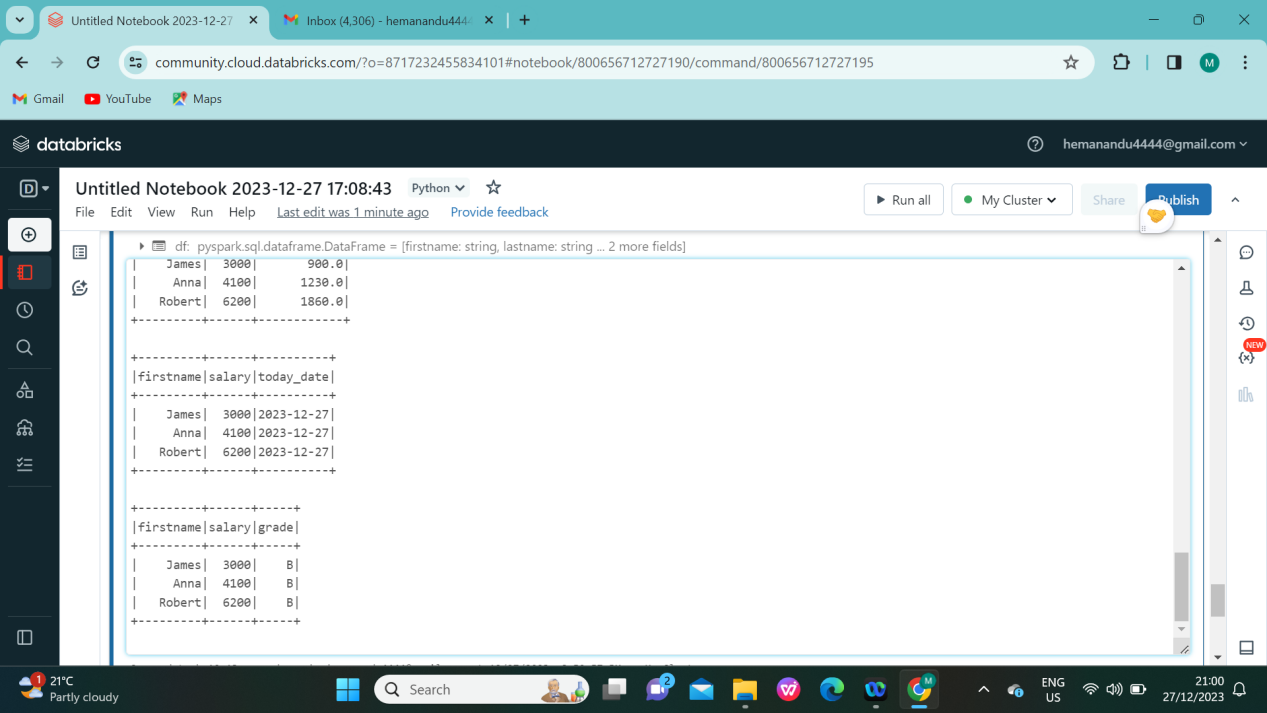 Untitled Notebook 2023-12-27
Inbox (4,306) - hemanandu4444
community.cloud.databricks.com/?o=8717232455834101#notebook/800656712727190/command/800656712727195
M
Gmail
YouTube
Maps
databricks
hemanandu4444@gmail.com
D
Untitled Notebook 2023-12-27 17:08:43
Python
File Edit View Run Help Last edit was 1 minute ago Provide feedback
Run all
My Cluster
Share
Publish
NEW
df: pyspark.sql.dataframe.DataFrame = [firstname: string, lastname: string ... 2 more fields]
|    James|  3000|       900.0|
|     Anna|  4100|      1230.0|
|   Robert|  6200|      1860.0|
+---------+------+------------+
+---------+------+----------+
|firstname|salary|today_date|
+---------+------+----------+
|    James|  3000|2023-12-27|
|     Anna|  4100|2023-12-27|
|   Robert|  6200|2023-12-27|
+---------+------+----------+
+---------+------+-----+
|firstname|salary|grade|
+---------+------+-----+
|    James|  3000|    B|
|     Anna|  4100|    B|
|   Robert|  6200|    B|
+---------+------+-----+
1
21°C
Partly cloudy
Search
2
M
ENG
US
21:00
27/12/2023